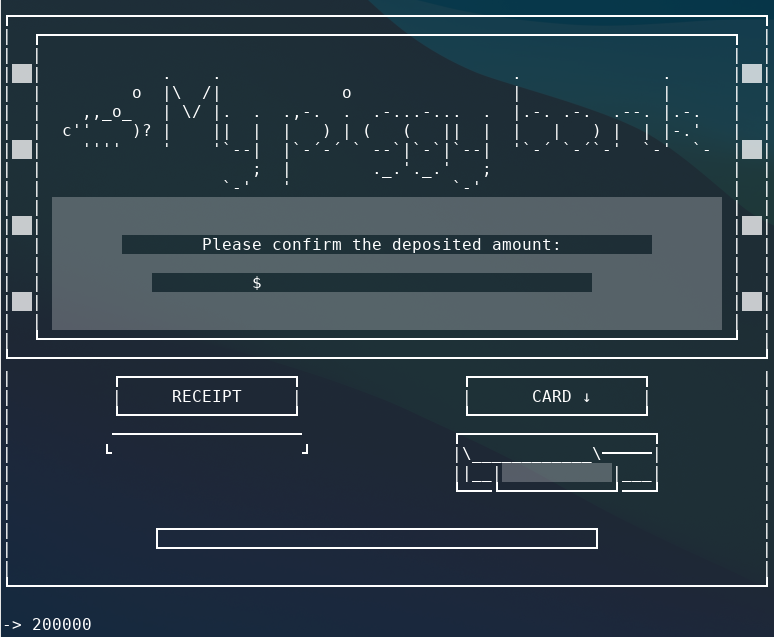 My piggy bank
Please confirm the deposited amount:
$
RECEIPT
CARD ↓
-> 200000